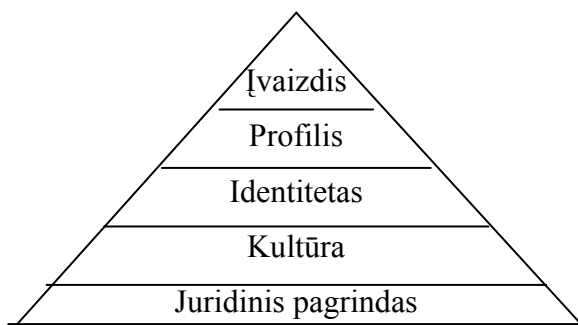 Įvaizdis
Profilis
Identitetas
Kultūra
Juridinis pagrindas